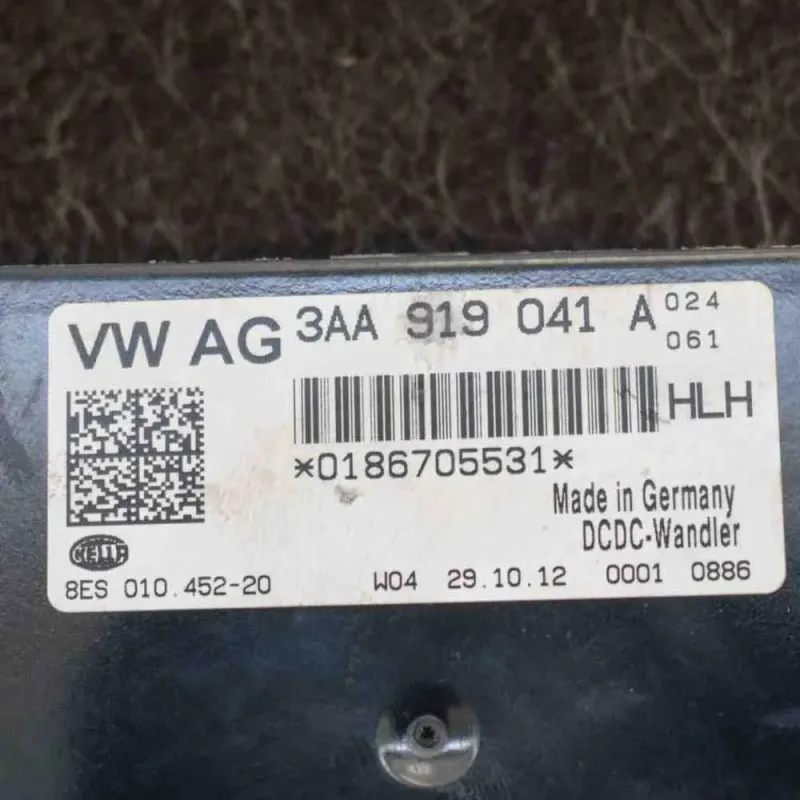 VW AG 3AA 919 041 A 024
061
HLH
*0186705531*
Made in Germany
DCDC-Wandler
HELLA
8ES 010.452-20 W04 29.10.12 0001 0886